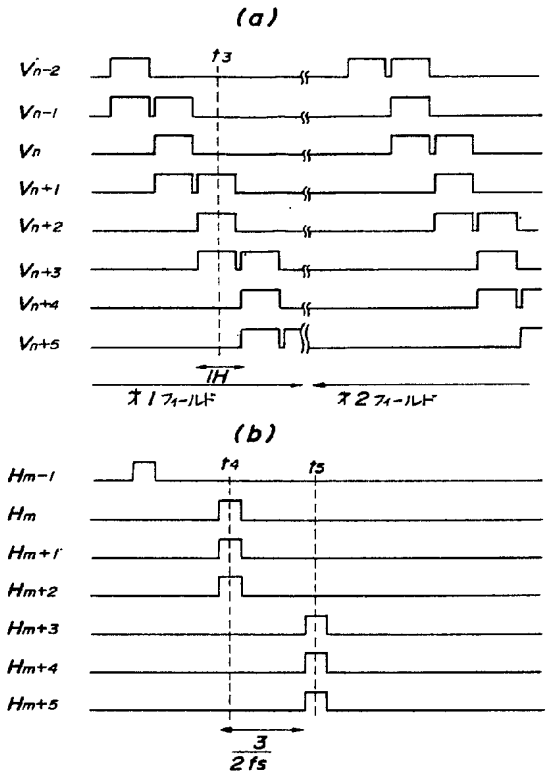 (a)
t3
Vn-2
Vn-1
Vn
Vn+1
Vn+2
Vn+3
Vn+4
Vn+5
1H
オ1フィールド
オ2フィールド
(b)
t4
t5
Hm-1
Hm
Hm+1
Hm+2
Hm+3
Hm+4
Hm+5
3
2fs